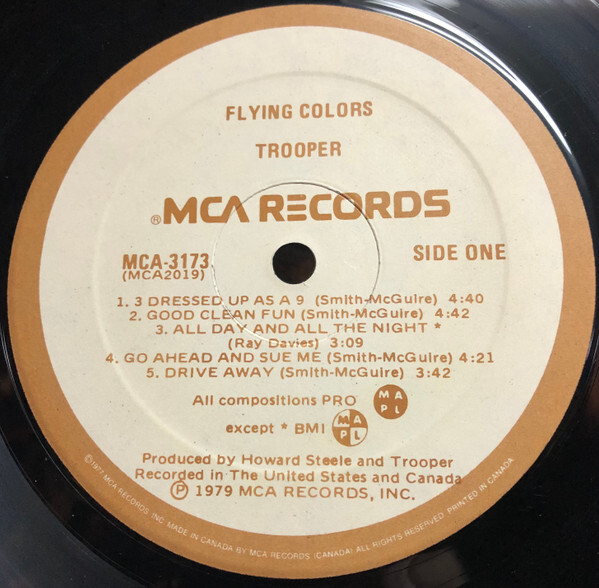 FLYING COLORS
TROOPER
®MCA RECORDS
MCA-3173
(MCA2019)
SIDE ONE
1. 3 DRESSED UP AS A 9 (Smith-McGuire) 4:40
2. GOOD CLEAN FUN (Smith-McGuire) 4:42
3. ALL DAY AND ALL THE NIGHT *
(Ray Davies) 3:09
4. GO AHEAD AND SUE ME (Smith-McGuire) 4:21
5. DRIVE AWAY (Smith-McGuire) 3:42
All compositions PRO MAPL
except * BMI MAPL
Produced by Howard Steele and Trooper
Recorded in The United States and Canada
Ⓟ 1979 MCA RECORDS, INC.
©1977 MCA RECORDS INC. MADE IN CANADA BY MCA RECORDS (CANADA) ALL RIGHTS RESERVED. PRINTED IN CANADA